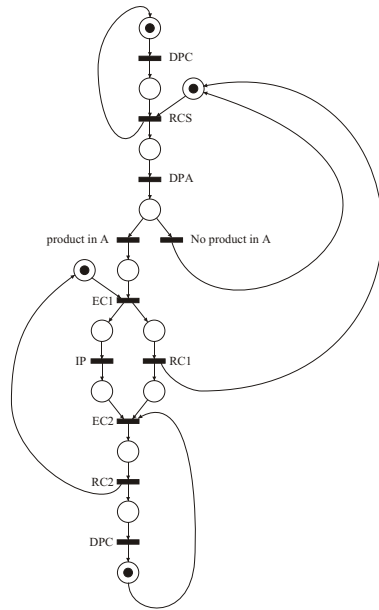 DPC
RCS
DPA
product in A
No product in A
EC1
IP
RC1
EC2
RC2
DPC